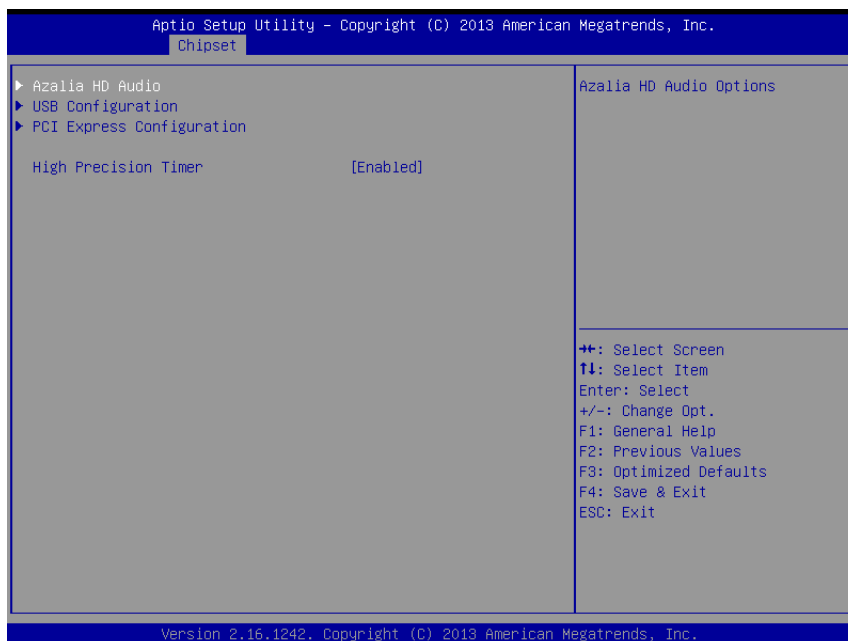 Aptio Setup Utility – Copyright (C) 2013 American Megatrends, Inc.
Chipset
Azalia HD Audio
USB Configuration
PCI Express Configuration
High Precision Timer [Enabled]
Azalia HD Audio Options
→←: Select Screen
↑↓: Select Item
Enter: Select
+/-: Change Opt.
F1: General Help
F2: Previous Values
F3: Optimized Defaults
F4: Save & Exit
ESC: Exit
Version 2.16.1242. Copyright (C) 2013 American Megatrends, Inc.